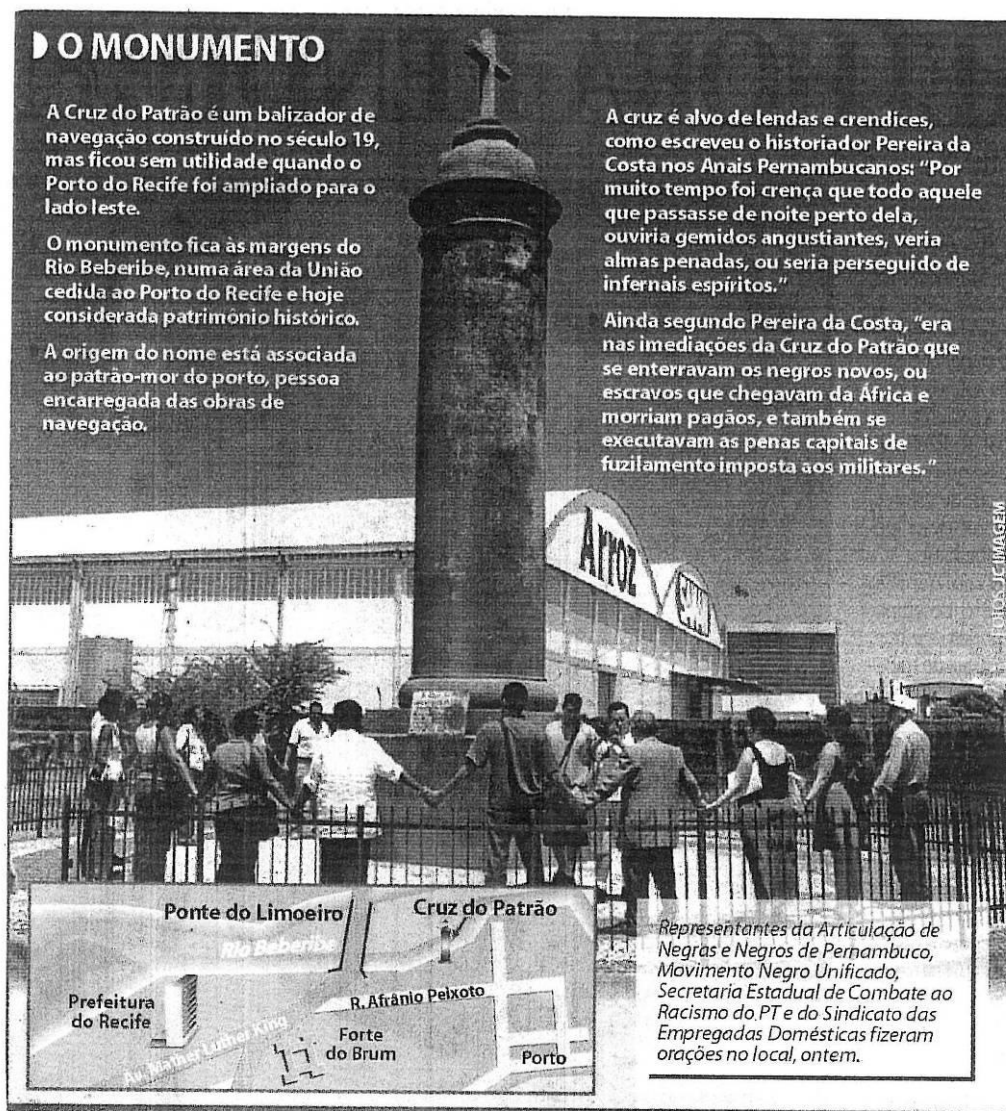 O MONUMENTO
A Cruz do Patrão é um balizador de
navegação construído no século 19,
mas ficou sem utilidade quando o
Porto do Recife foi ampliado para o
lado leste.
O monumento fica às margens do
Rio Beberibe, numa área da União
cedida ao Porto do Recife e hoje
considerada patrimônio histórico.
A origem do nome está associada
ao patrão-mor do porto, pessoa
encarregada das obras de
navegação.
A cruz é alvo de lendas e crendices,
como escreveu o historiador Pereira da
Costa nos Anais Pernambucanos: "Por
muito tempo foi crença que todo aquele
que passasse de noite perto dela,
ouviria gemidos angustiantes, veria
almas penadas, ou seria perseguido de
infernais espíritos."
Ainda segundo Pereira da Costa, "era
nas imediações da Cruz do Patrão que
se enterravam os negros novos, ou
escravos que chegavam da África e
morriam pagãos, e também se
executavam as penas capitais de
fuzilamento imposta aos militares."
Arroz
FOTOS JC IMAGEM
Ponte do Limoeiro
Cruz do Patrão
Rio Beberibe
Prefeitura
do Recife
R. Afrânio Peixoto
Av. Mather Luther King
Forte
do Brum
Porto
Representantes da Articulação de
Negras e Negros de Pernambuco,
Movimento Negro Unificado,
Secretaria Estadual de Combate ao
Racismo do PT e do Sindicato das
Empregadas Domésticas fizeram
orações no local, ontem.